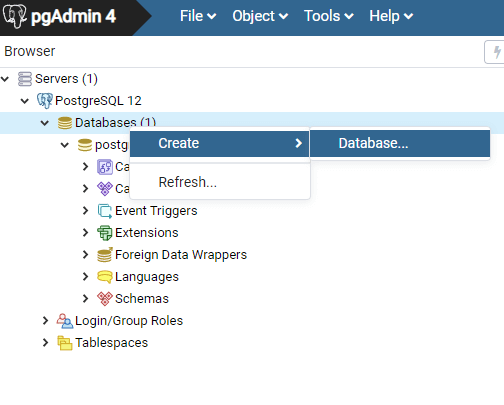 pgAdmin 4 File Object Tools Help
Browser
Servers (1)
PostgreSQL 12
Databases (1)
postg
Create Database...
Ca
Refresh...
Ca
Event Triggers
Extensions
Foreign Data Wrappers
Languages
Schemas
Login/Group Roles
Tablespaces